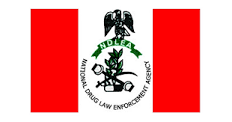 NDLEA
NATIONAL DRUG LAW ENFORCEMENT AGENCY